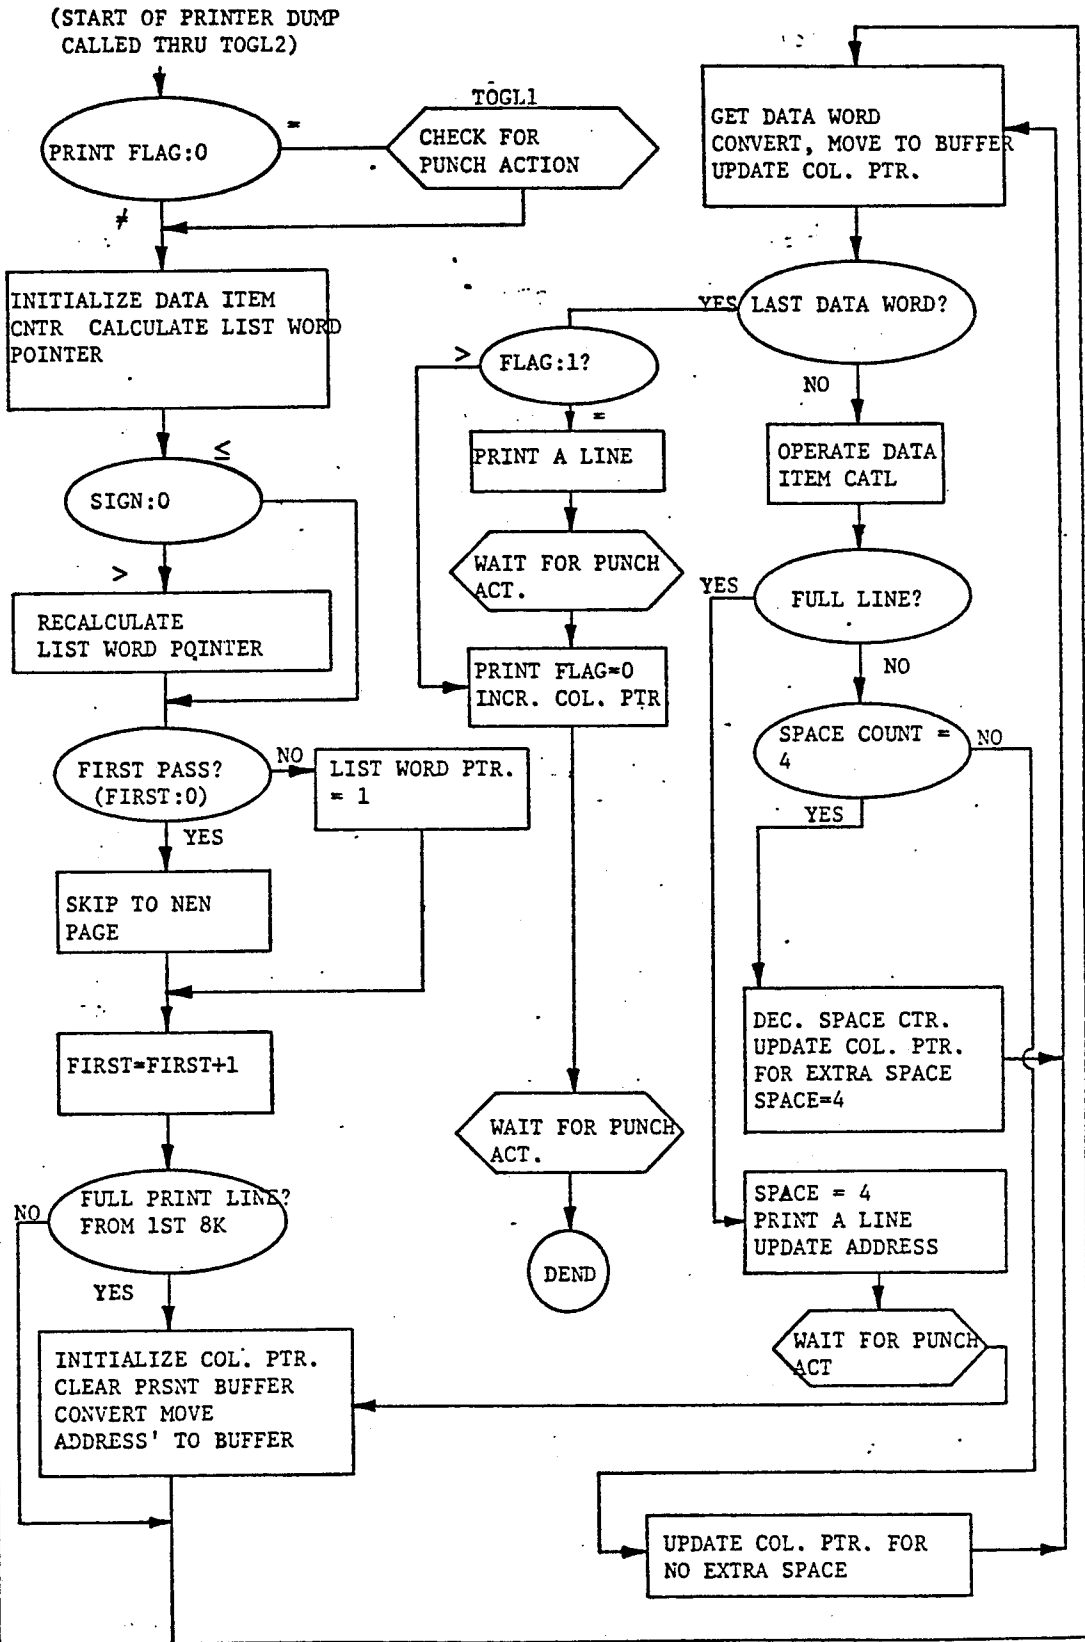 (START OF PRINTER DUMP
CALLED THRU TOGL2)
PRINT FLAG:0
=
≠
TOGL1
CHECK FOR
PUNCH ACTION
INITIALIZE DATA ITEM
CNTR CALCULATE LIST WORD
POINTER
≤
SIGN:0
>
RECALCULATE
LIST WORD POINTER
FIRST PASS?
(FIRST:0)
NO
YES
LIST WORD PTR.
= 1
SKIP TO NEN
PAGE
FIRST=FIRST+1
FULL PRINT LINE?
FROM 1ST 8K
NO
YES
INITIALIZE COL. PTR.
CLEAR PRSNT BUFFER
CONVERT MOVE
ADDRESS' TO BUFFER
FLAG:1?
>
=
PRINT A LINE
WAIT FOR PUNCH
ACT.
PRINT FLAG=0
INCR. COL. PTR
WAIT FOR PUNCH
ACT.
DEND
GET DATA WORD
CONVERT, MOVE TO BUFFER
UPDATE COL. PTR.
YES
LAST DATA WORD?
NO
OPERATE DATA
ITEM CATL
YES
FULL LINE?
NO
SPACE COUNT =
4
NO
YES
DEC. SPACE CTR.
UPDATE COL. PTR.
FOR EXTRA SPACE
SPACE=4
SPACE = 4
PRINT A LINE
UPDATE ADDRESS
WAIT FOR PUNCH
ACT
UPDATE COL. PTR. FOR
NO EXTRA SPACE